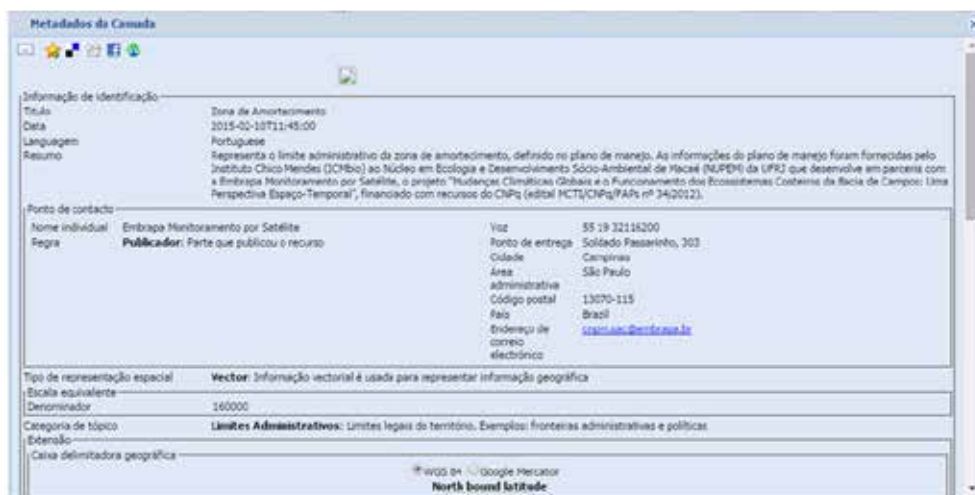 Metadados da Camada
Informação de identificação
Título Zona de Amortecimento
Data 2015-02-10T11:45:00
Languagem Portuguese
Resumo Representa o limite administrativo da zona de amortecimento, definido no plano de manejo. As informações do plano de manejo foram fornecidas pelo
Instituto Chico Mendes (ICMbio) ao Núcleo em Ecologia e Desenvolvimento Sócio-Ambiental de Macaé (NUPEM) da UFRJ que desenvolve em parceria com
a Embrapa Monitoramento por Satélite, o projeto "Mudanças Climáticas Globais e o Funcionamento dos Ecossistemas Costeiros da Bacia de Campos: Uma
Perspectiva Espaço-Temporal", financiado com recursos do CNPq (edital MCTI/CNPq/FAPs nº 34/2012).
Ponto de contacto
Nome individual Embrapa Monitoramento por Satélite Voz 55 19 32116200
Regra Publicador: Parte que publicou o recurso Ponto de entrega Soldado Passarinho, 303
Cidade Campinas
Área
administrativa São Paulo
Código postal 13070-115
País Brazil
Endereço de
correio
electrónico cnpm.sac@embrapa.br
Tipo de representação espacial Vector: Informação vectorial é usada para representar informação geográfica
Escala equivalente
Denominador 160000
Categoria de tópico Limites Administrativos: Limites legais do território. Exemplos: fronteiras administrativas e políticas
Extensão
Caixa delimitadora geográfica
WGS 84 Google Mercator
North bound latitude